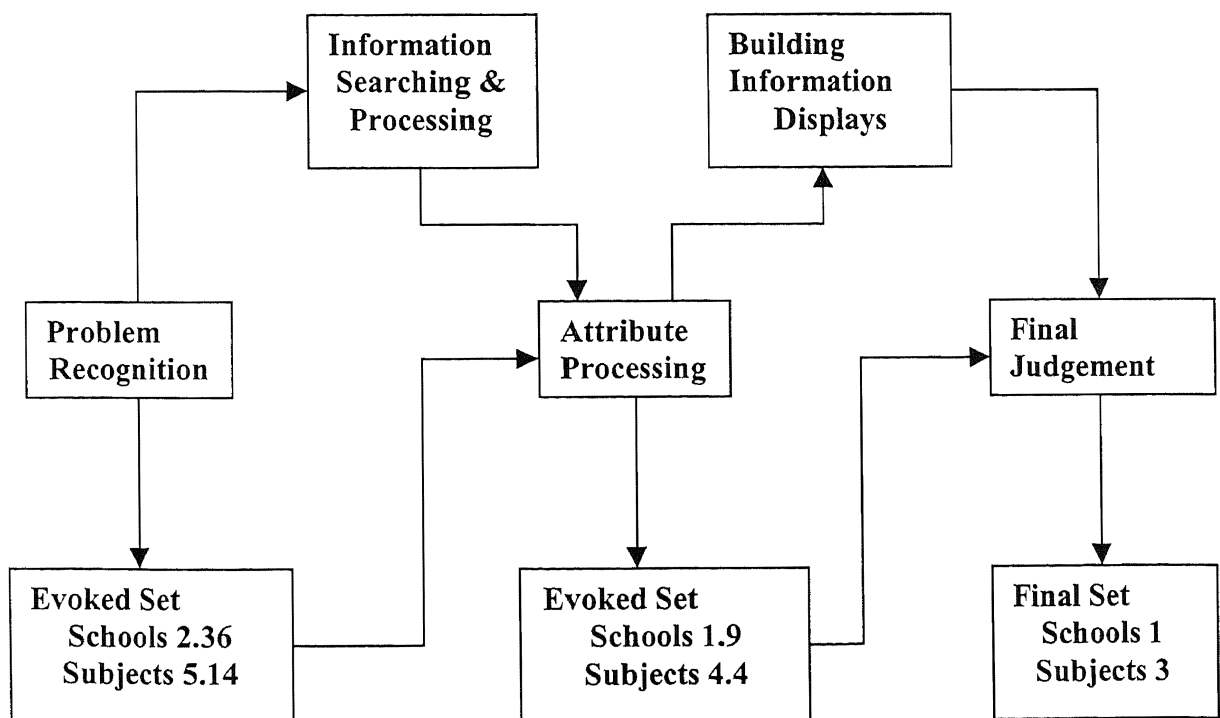 Information
Searching &
Processing
Building
Information
Displays
Problem
Recognition
Attribute
Processing
Final
Judgement
Evoked Set
Schools 2.36
Subjects 5.14
Evoked Set
Schools 1.9
Subjects 4.4
Final Set
Schools 1
Subjects 3